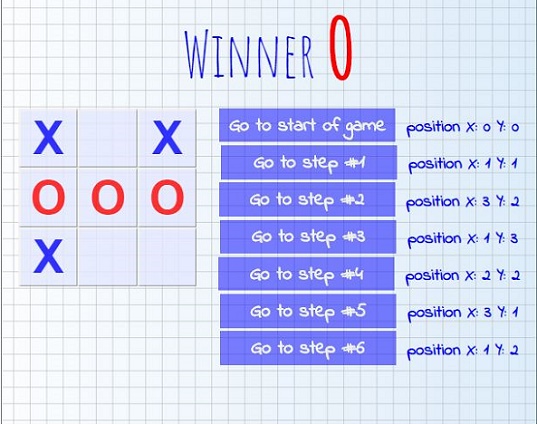 WINNER O
X X
Go to start of game position X: 0 Y: 0
Go to step #1 position X: 1 Y: 1
O O O
Go to step #2 position X: 3 Y: 2
Go to step #3 position X: 1 Y: 3
X
Go to step #4 position X: 2 Y: 2
Go to step #5 position X: 3 Y: 1
Go to step #6 position X: 1 Y: 2